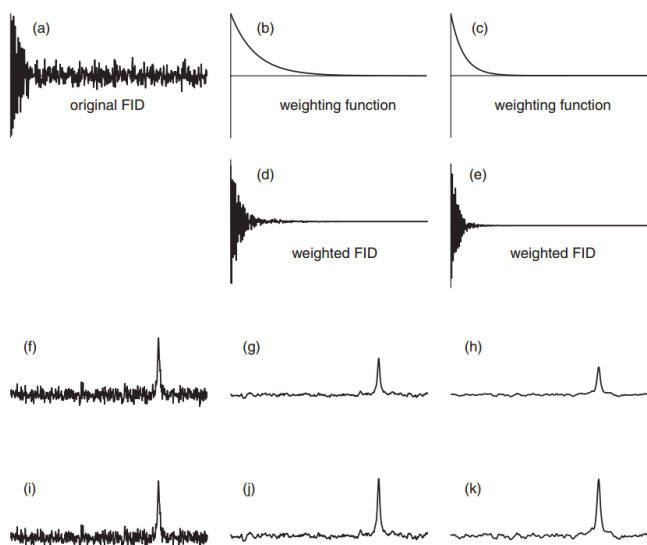 (a)
(b)
(c)
original FID
weighting function
weighting function
(d)
(e)
weighted FID
weighted FID
(f)
(g)
(h)
(i)
(j)
(k)